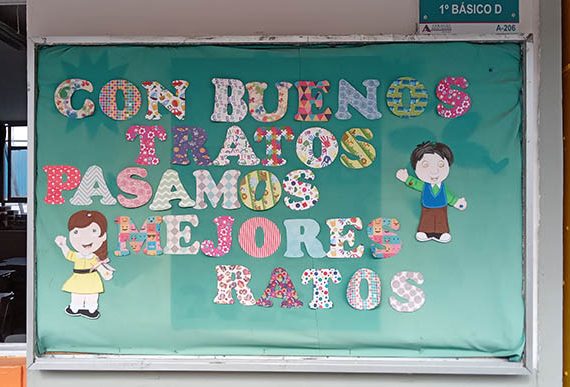 1º BÁSICO D
A-206
CON BUENOS
TRATOS
PASAMOS
MEJORES
RATOS